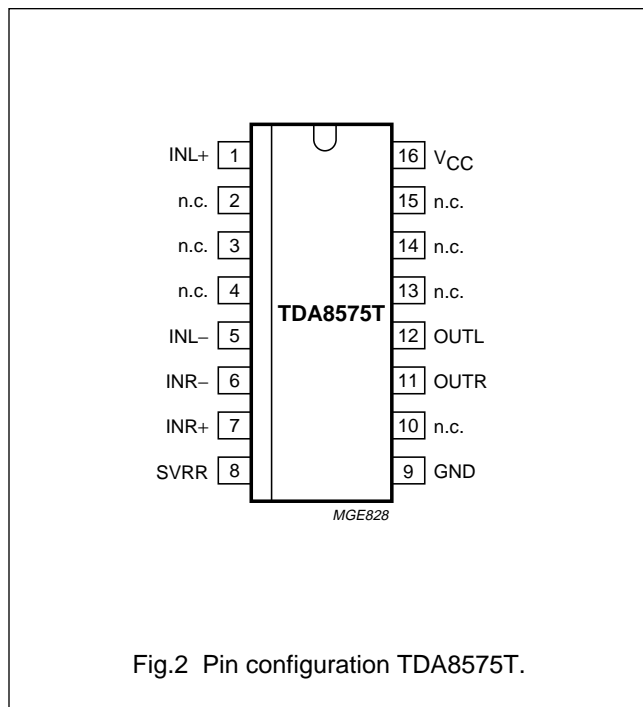 INL+ 1 16 VCC
n.c. 2 15 n.c.
n.c. 3 14 n.c.
n.c. 4 13 n.c.
TDA8575T
INL− 5 12 OUTL
INR− 6 11 OUTR
INR+ 7 10 n.c.
SVRR 8 9 GND
MGE828
Fig.2 Pin configuration TDA8575T.